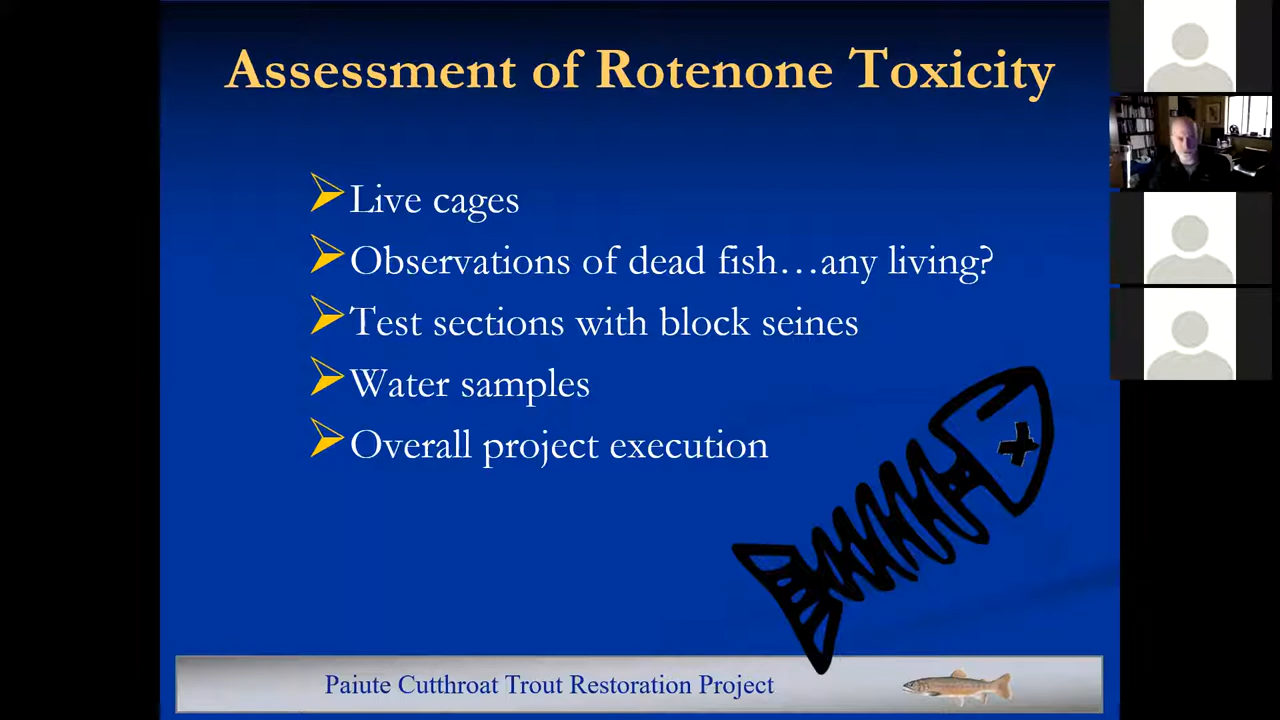 Assessment of Rotenone Toxicity
Live cages
Observations of dead fish…any living?
Test sections with block seines
Water samples
Overall project execution
Paiute Cutthroat Trout Restoration Project